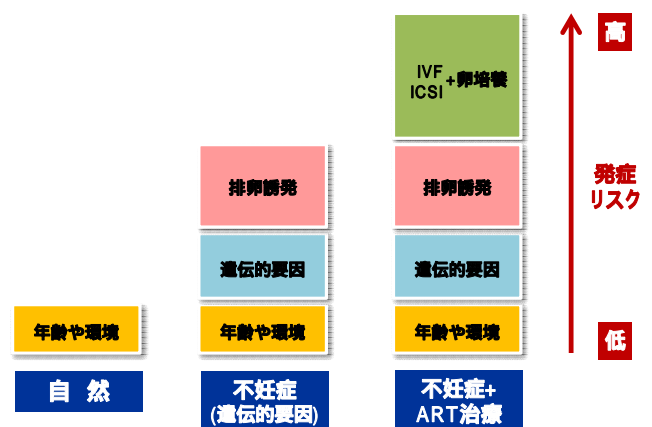 高
IVF
ICSI
+卵培養
排卵誘発
排卵誘発
発症
リスク
遺伝的要因
遺伝的要因
年齢や環境
年齢や環境
年齢や環境
低
自 然
不妊症
(遺伝的要因)
不妊症+
ART治療